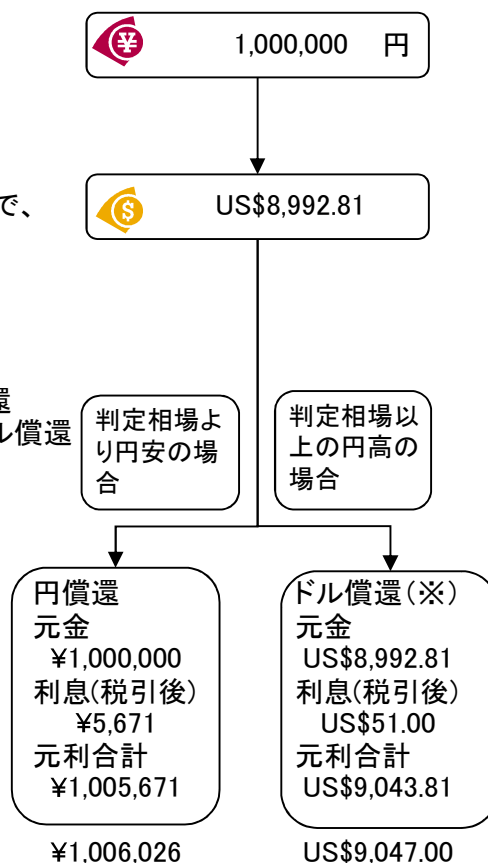 1,000,000 円
で、
US$8,992.81
還
ル償還
判定相場よ
り円安の場
合
判定相場以
上の円高の
場合
円償還
元金
¥1,000,000
利息(税引後)
¥5,671
元利合計
¥1,005,671
ドル償還(※)
元金
US$8,992.81
利息(税引後)
US$51.00
元利合計
US$9,043.81
¥1,006,026
US$9,047.00